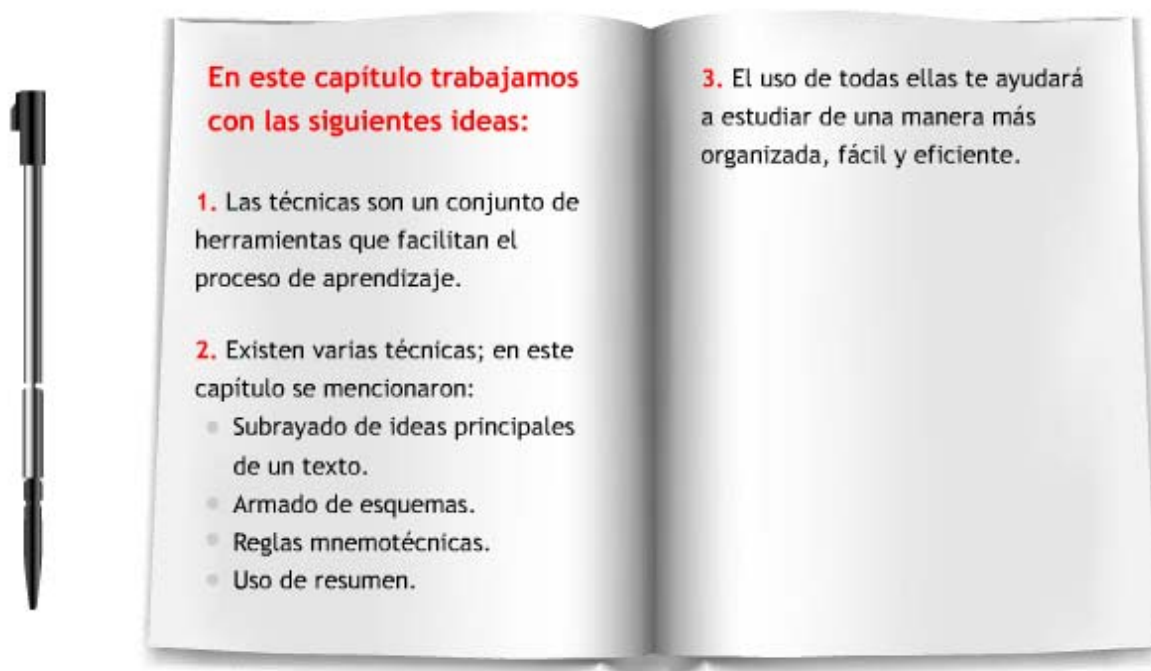 En este capítulo trabajamos
con las siguientes ideas:
1. Las técnicas son un conjunto de
herramientas que facilitan el
proceso de aprendizaje.
2. Existen varias técnicas; en este
capítulo se mencionaron:
Subrayado de ideas principales
de un texto.
Armado de esquemas.
Reglas mnemotécnicas.
Uso de resumen.
3. El uso de todas ellas te ayudará
a estudiar de una manera más
organizada, fácil y eficiente.